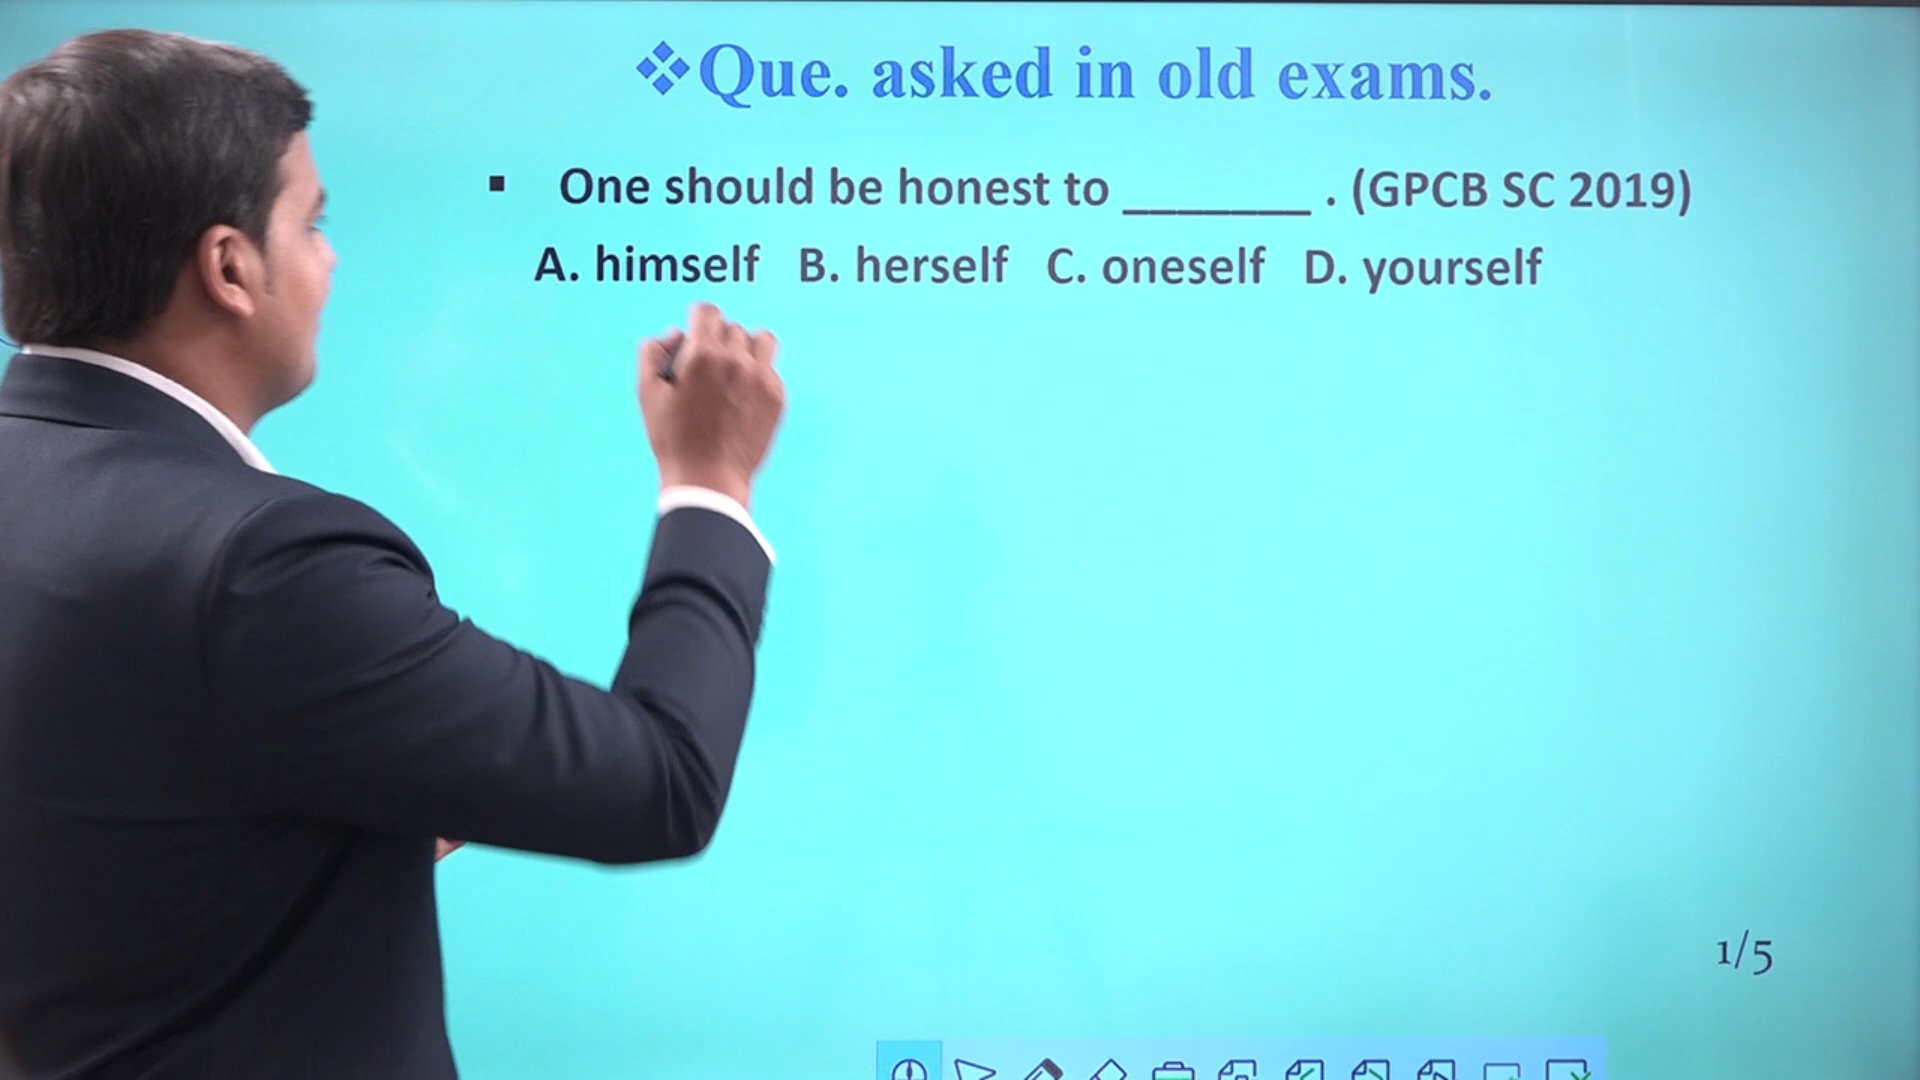 ❖Que. asked in old exams.
▪ One should be honest to _______ . (GPCB SC 2019)
A. himself B. herself C. oneself D. yourself
1/5